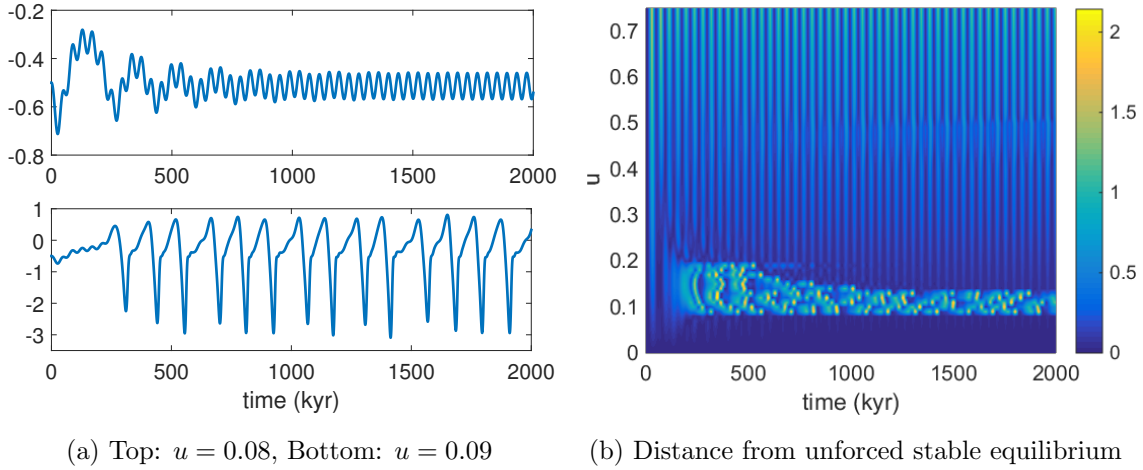 -0.2
-0.4
-0.6
-0.8
0 500 1000 1500 2000
1
0
-1
-2
-3
0 500 1000 1500 2000
time (kyr)
(a) Top: u = 0.08, Bottom: u = 0.09
0.7
0.6
0.5
0.4
0.3
0.2
0.1
0
u
0 500 1000 1500 2000
time (kyr)
2
1.5
1
0.5
0
(b) Distance from unforced stable equilibrium